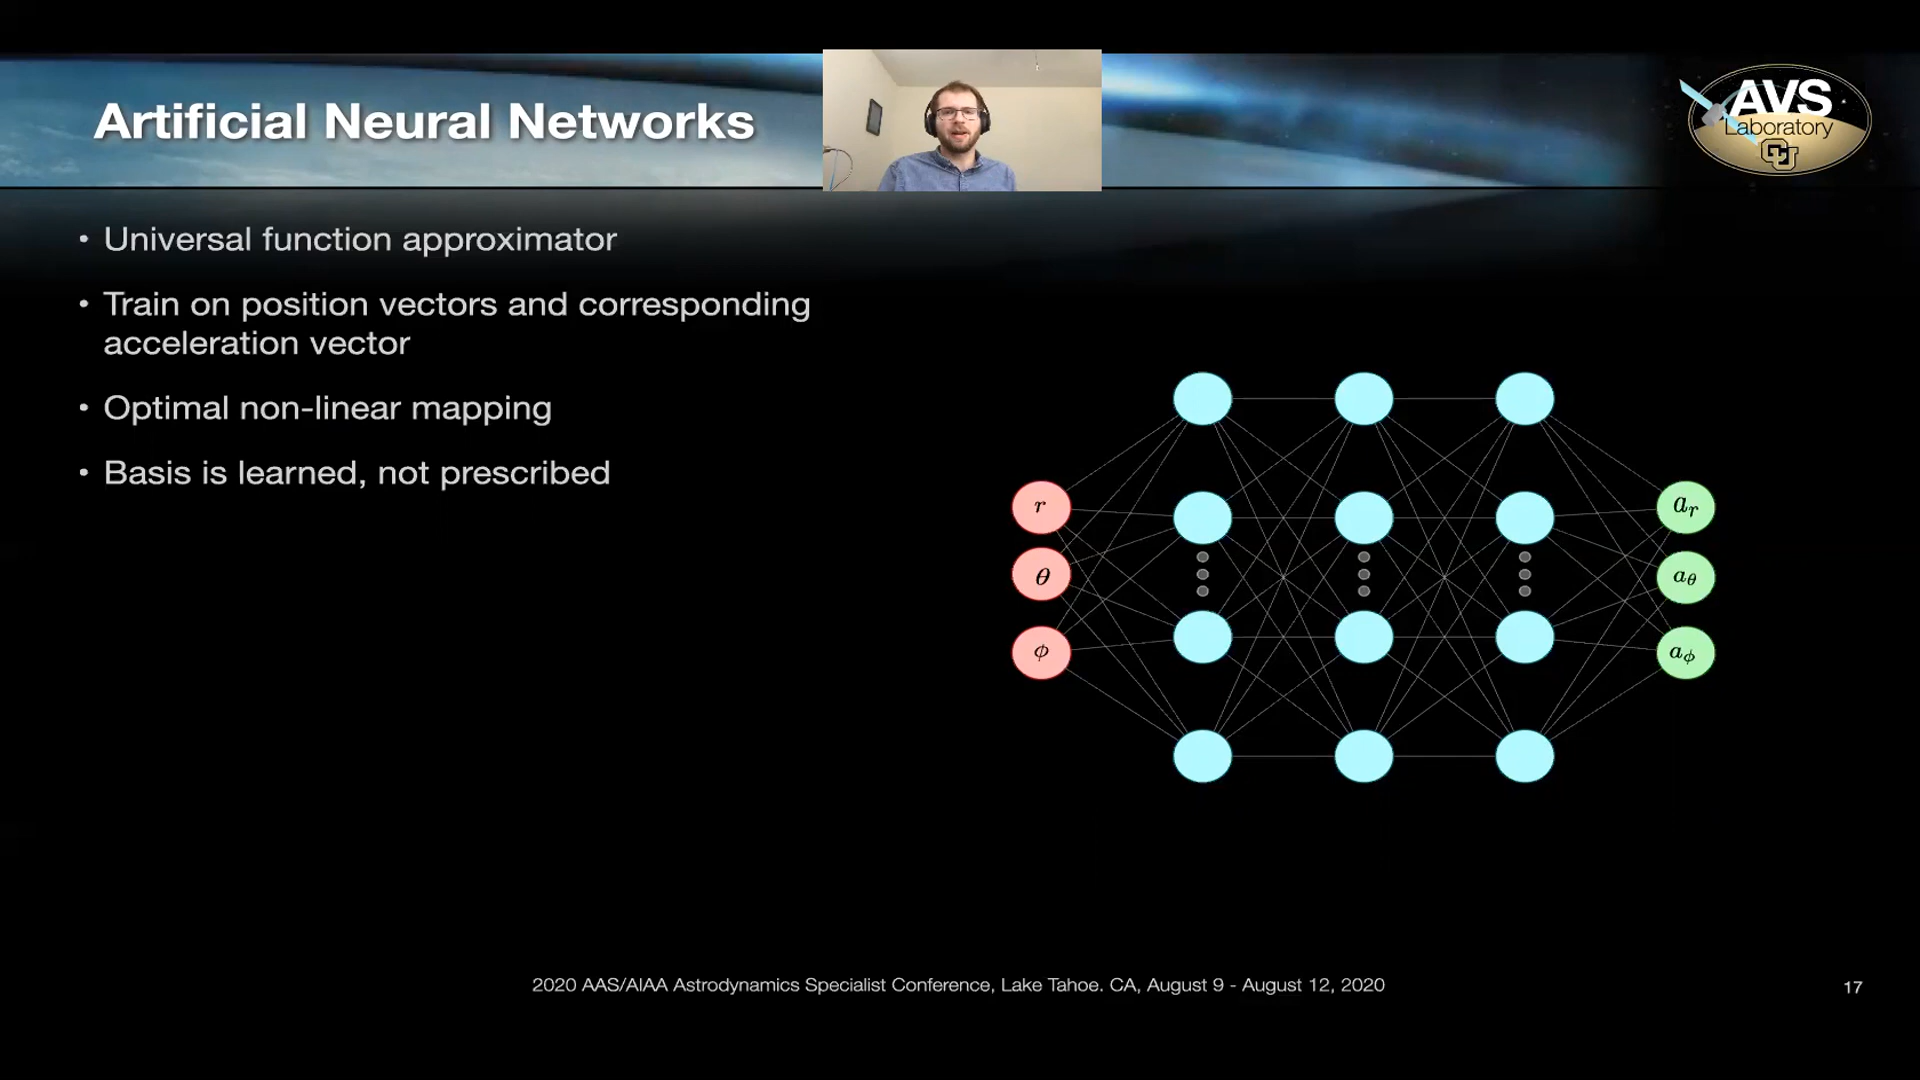 Artificial Neural Networks
AVS
Laboratory
CU
• Universal function approximator
• Train on position vectors and corresponding
acceleration vector
• Optimal non-linear mapping
• Basis is learned, not prescribed
r
θ
ϕ
a_r
a_θ
a_ϕ
2020 AAS/AIAA Astrodynamics Specialist Conference, Lake Tahoe. CA, August 9 - August 12, 2020
17